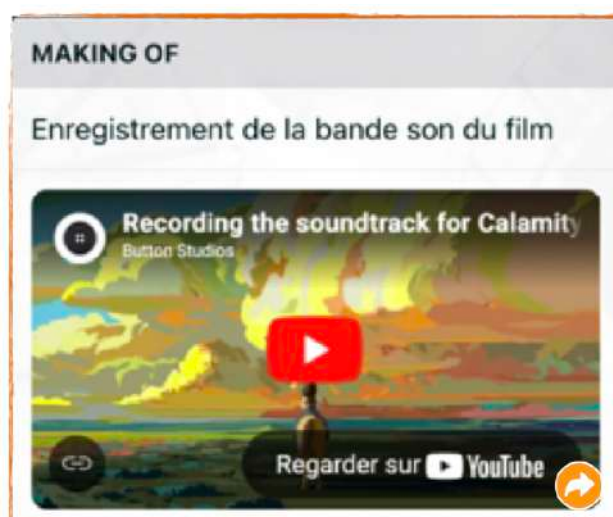 MAKING OF
Enregistrement de la bande son du film
Recording the soundtrack for Calamity
Button Studios
Regarder sur YouTube